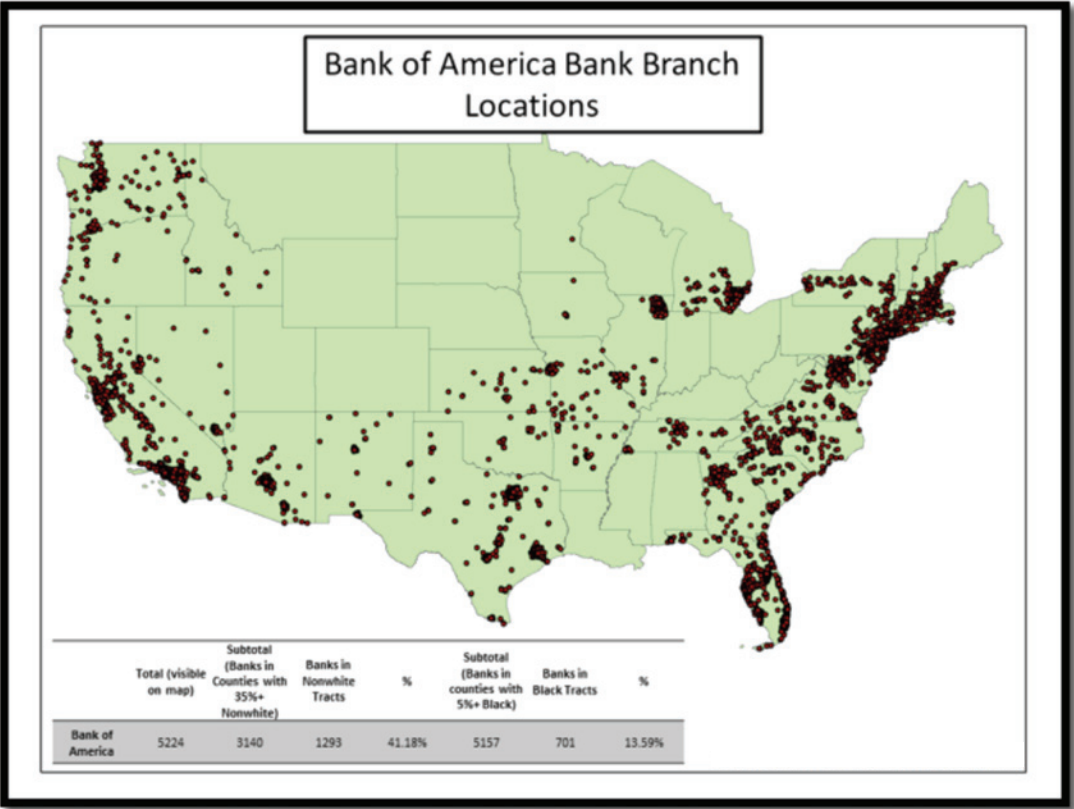 Bank of America Bank Branch
Locations
Total (visible
on map)
Subtotal
(Banks in
Counties with
35%+
Nonwhite)
Banks in
Nonwhite
Tracts
%
Subtotal
(Banks in
counties with
5%+ Black)
Banks in
Black Tracts
%
Bank of
America
5224
3140
1293
41.18%
5157
701
13.59%